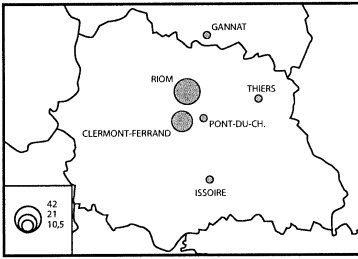 GANNAT
RIOM
THIERS
PONT-DU-CH.
CLERMONT-FERRAND
ISSOIRE
42
21
10,5